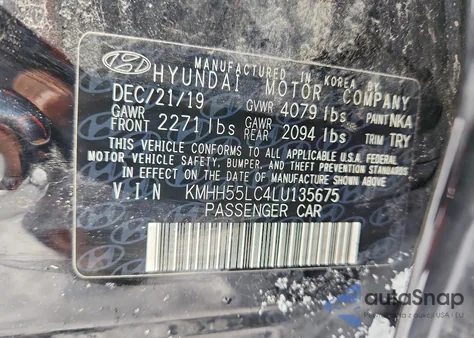 MANUFACTURED IN KOREA BY
HYUNDAI MOTOR COMPANY
DEC/21/19 GVWR 4079 lbs PAINT NKA
GAWR FRONT 2271 lbs GAWR REAR 2094 lbs TRIM TRY
THIS VEHICLE CONFORMS TO ALL APPLICABLE U.S.A. FEDERAL
MOTOR VEHICLE SAFETY, BUMPER, AND THEFT PREVENTION STANDARDS
IN EFFECT ON THE DATE OF MANUFACTURE SHOWN ABOVE.
V.I.N KMHH55LC4LU135675
PASSENGER CAR
autoSnap